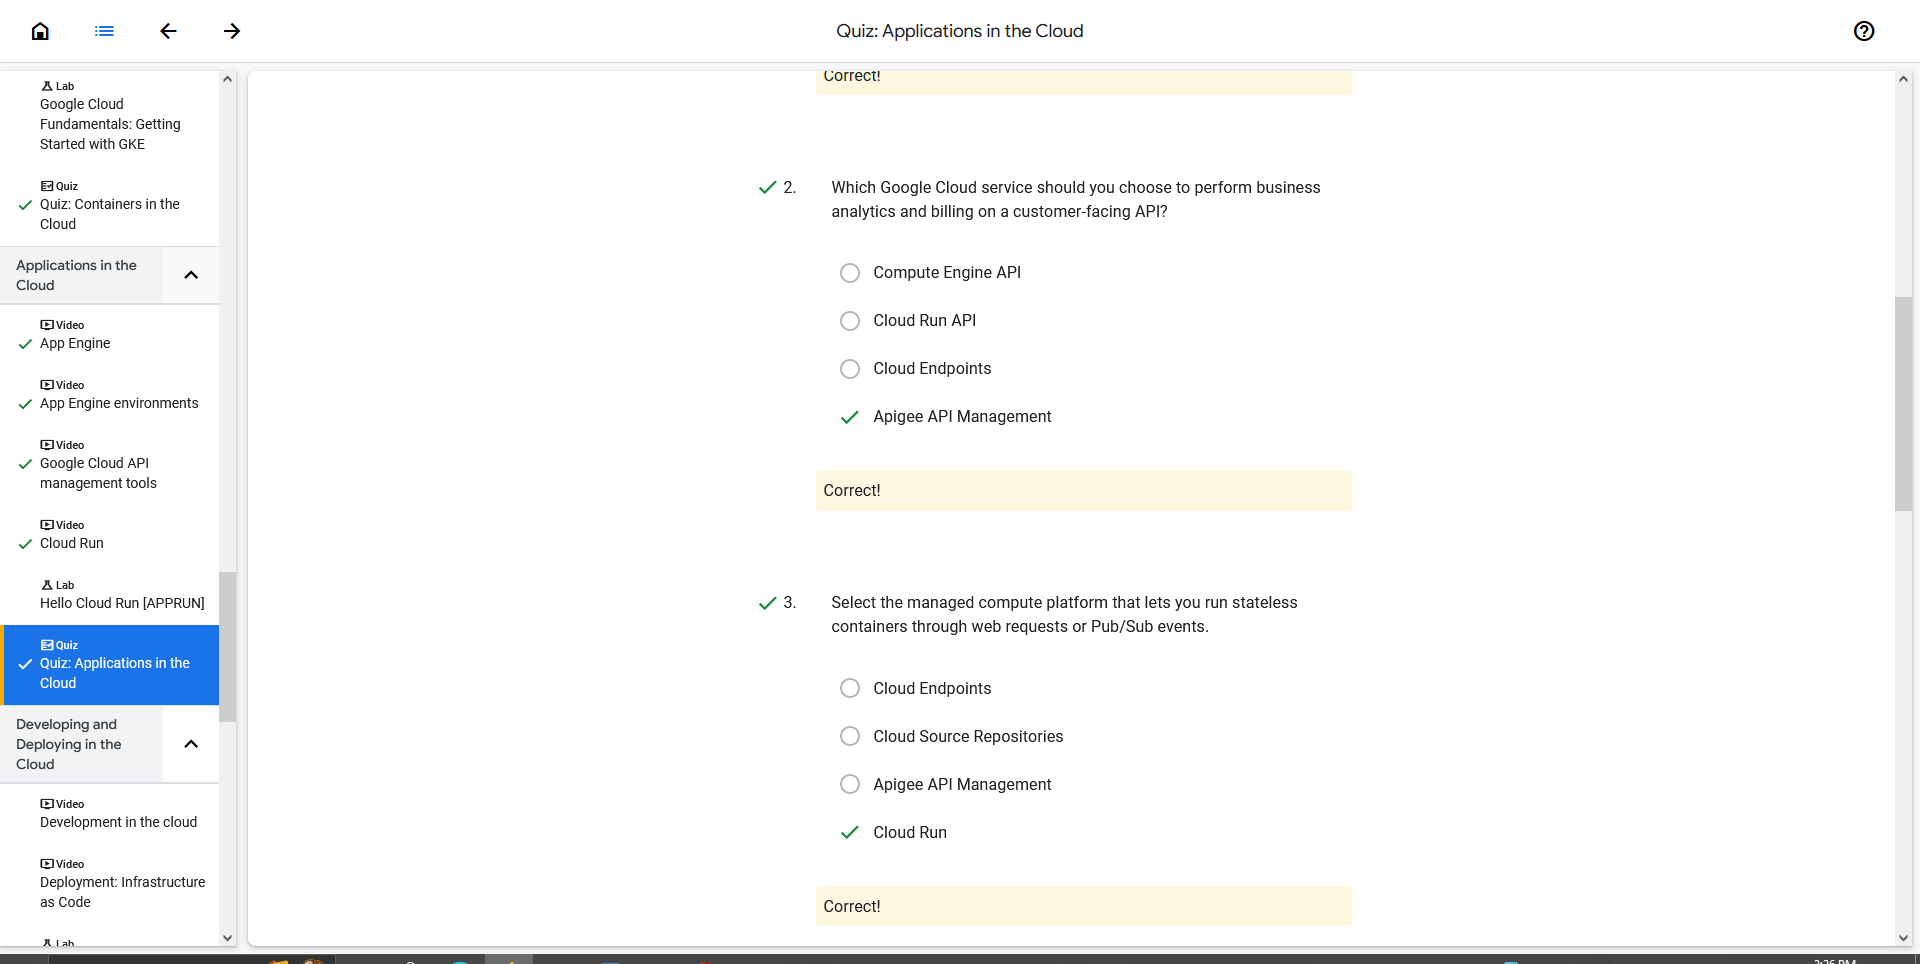 Quiz: Applications in the Cloud
Lab
Google Cloud
Fundamentals: Getting
Started with GKE
Quiz
Quiz: Containers in the
Cloud
Applications in the
Cloud
Video
App Engine
Video
App Engine environments
Video
Google Cloud API
management tools
Video
Cloud Run
Lab
Hello Cloud Run [APPRUN]
Quiz
Quiz: Applications in the
Cloud
Developing and
Deploying in the
Cloud
Video
Development in the cloud
Video
Deployment: Infrastructure
as Code
Lab
Correct!
2. Which Google Cloud service should you choose to perform business
analytics and billing on a customer-facing API?
Compute Engine API
Cloud Run API
Cloud Endpoints
Apigee API Management
Correct!
3. Select the managed compute platform that lets you run stateless
containers through web requests or Pub/Sub events.
Cloud Endpoints
Cloud Source Repositories
Apigee API Management
Cloud Run
Correct!